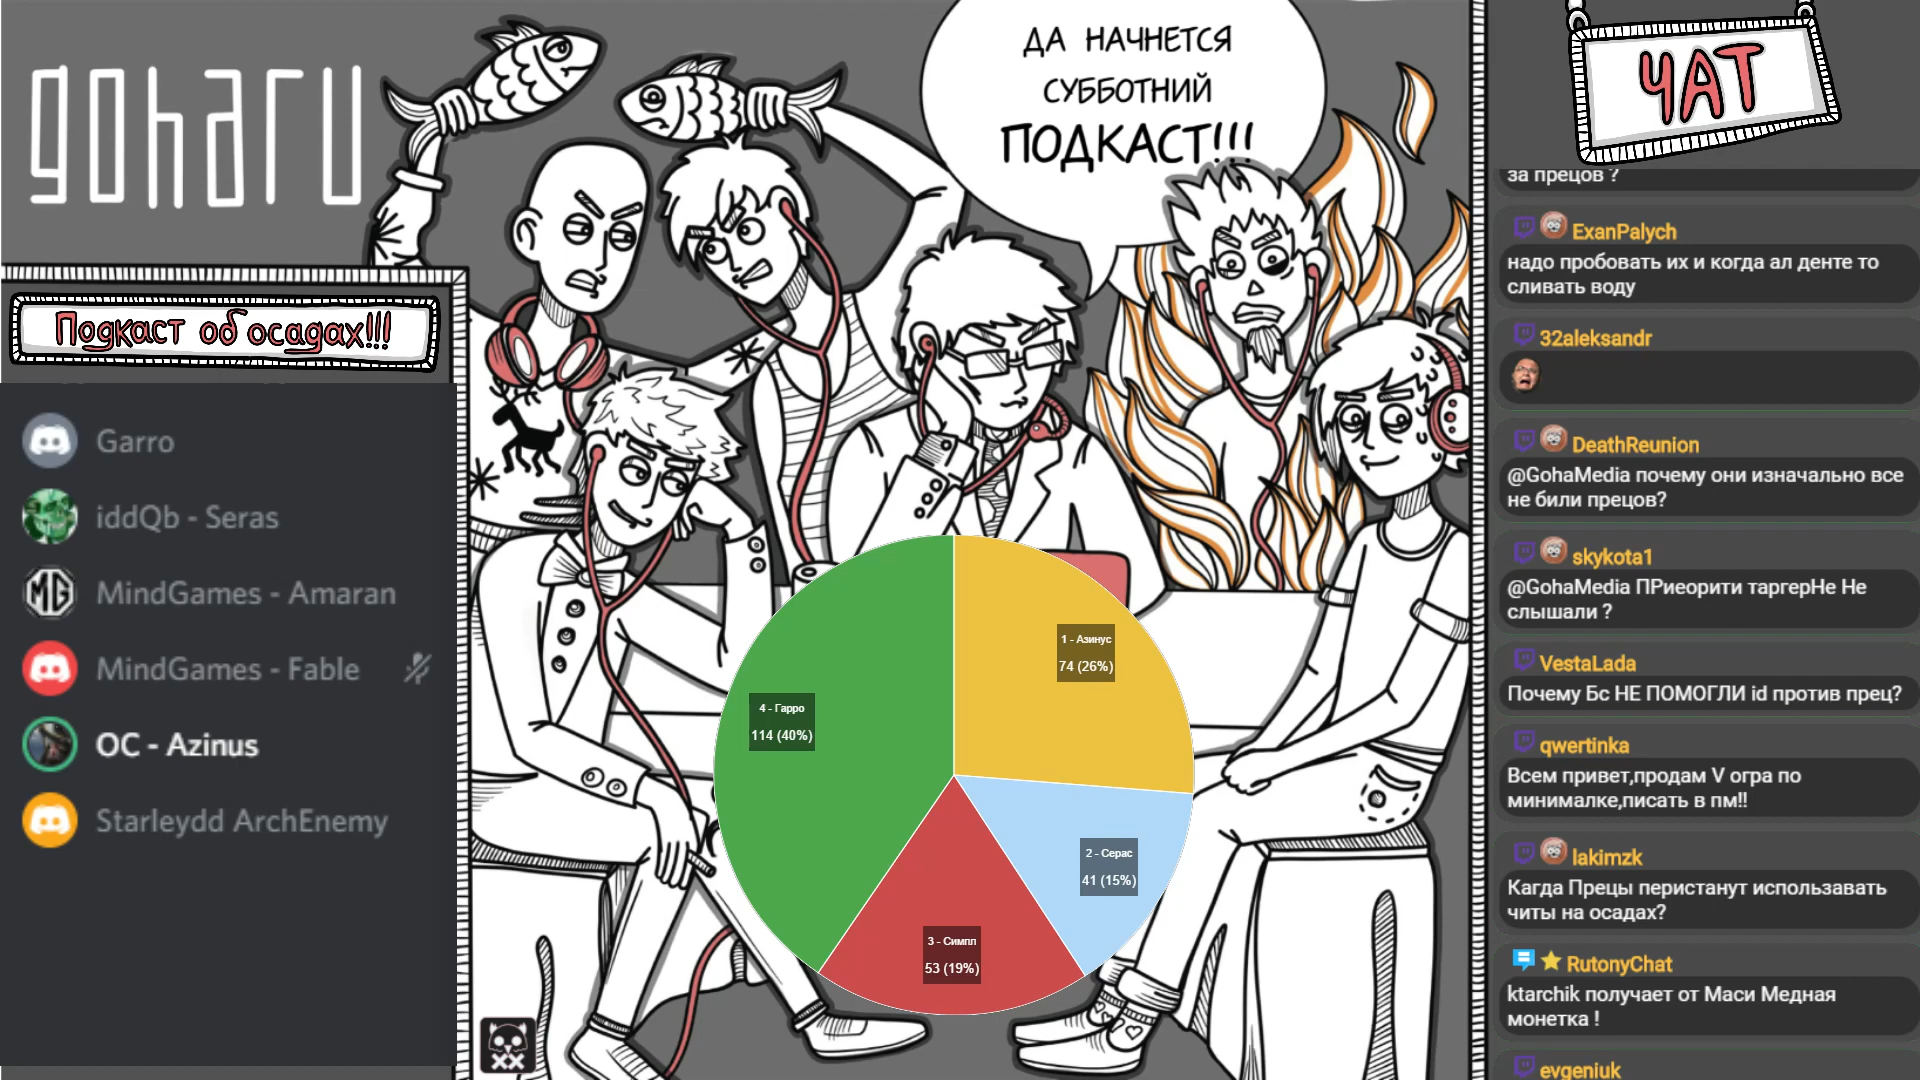 goharu
ДА НАЧНЕТСЯ
СУББОТНИЙ
ПОДКАСТ!!!
Подкаст об осадах!!!
Garro
iddQb - Seras
MG
MindGames - Amaran
MindGames - Fable
OC - Azinus
Starleydd ArchEnemy
1 - Азинус
74 (26%)
4 - Гарро
114 (40%)
2 - Серас
41 (15%)
3 - Симпл
53 (19%)
ЧАТ
за прецов ?
ExanPalych
надо пробовать их и когда ал денте то
сливать воду
32aleksandr
DeathReunion
@GohaMedia почему они изначально все
не били прецов?
skykota1
@GohaMedia ПРиеорити таргерНе Не
слышали ?
VestaLada
Почему Бс НЕ ПОМОГЛИ id против прец?
qwertinka
Всем привет,продам V огра по
минималке,писать в пм!!
lakimzk
Кагда Прецы перистанут использавать
читы на осадах?
RutonyChat
ktarchik получает от Маси Медная
монетка !
evgeniuk